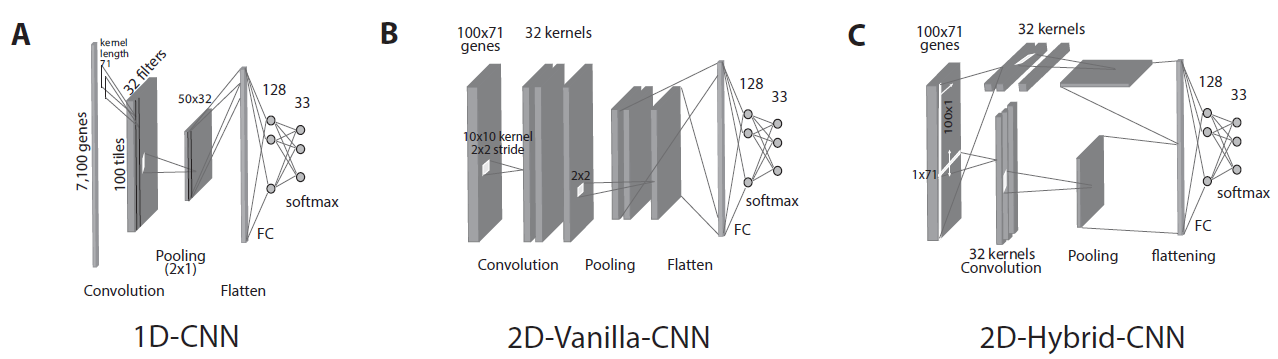 A
kernel
length
71
32 filters
7,100 genes
100 tiles
50x32
128
33
softmax
FC
Pooling
(2x1)
Convolution
Flatten
1D-CNN
B
100x71
genes
32 kernels
10x10 kernel
2x2 stride
2x2
128
33
softmax
FC
Convolution
Pooling
Flatten
2D-Vanilla-CNN
C
100x71
genes
32 kernels
100x1
1x71
128
33
softmax
FC
32 kernels
Convolution
Pooling
flattening
2D-Hybrid-CNN